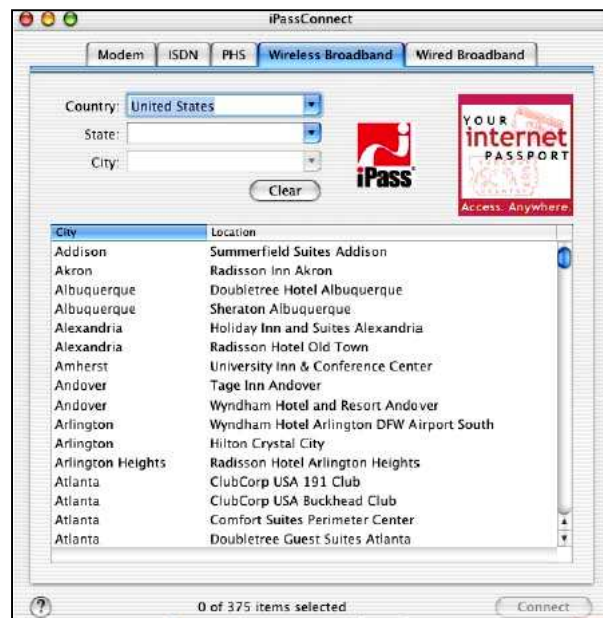 iPassConnect
Modem ISDN PHS Wireless Broadband Wired Broadband
Country: United States
State:
City:
Clear
iPass
YOUR
internet
PASSPORT
Access. Anywhere.
City Location
Addison Summerfield Suites Addison
Akron Radisson Inn Akron
Albuquerque Doubletree Hotel Albuquerque
Albuquerque Sheraton Albuquerque
Alexandria Holiday Inn and Suites Alexandria
Alexandria Radisson Hotel Old Town
Amherst University Inn & Conference Center
Andover Tage Inn Andover
Andover Wyndham Hotel and Resort Andover
Arlington Wyndham Hotel Arlington DFW Airport South
Arlington Hilton Crystal City
Arlington Heights Radisson Hotel Arlington Heights
Atlanta ClubCorp USA 191 Club
Atlanta ClubCorp USA Buckhead Club
Atlanta Comfort Suites Perimeter Center
Atlanta Doubletree Guest Suites Atlanta
? 0 of 375 items selected Connect